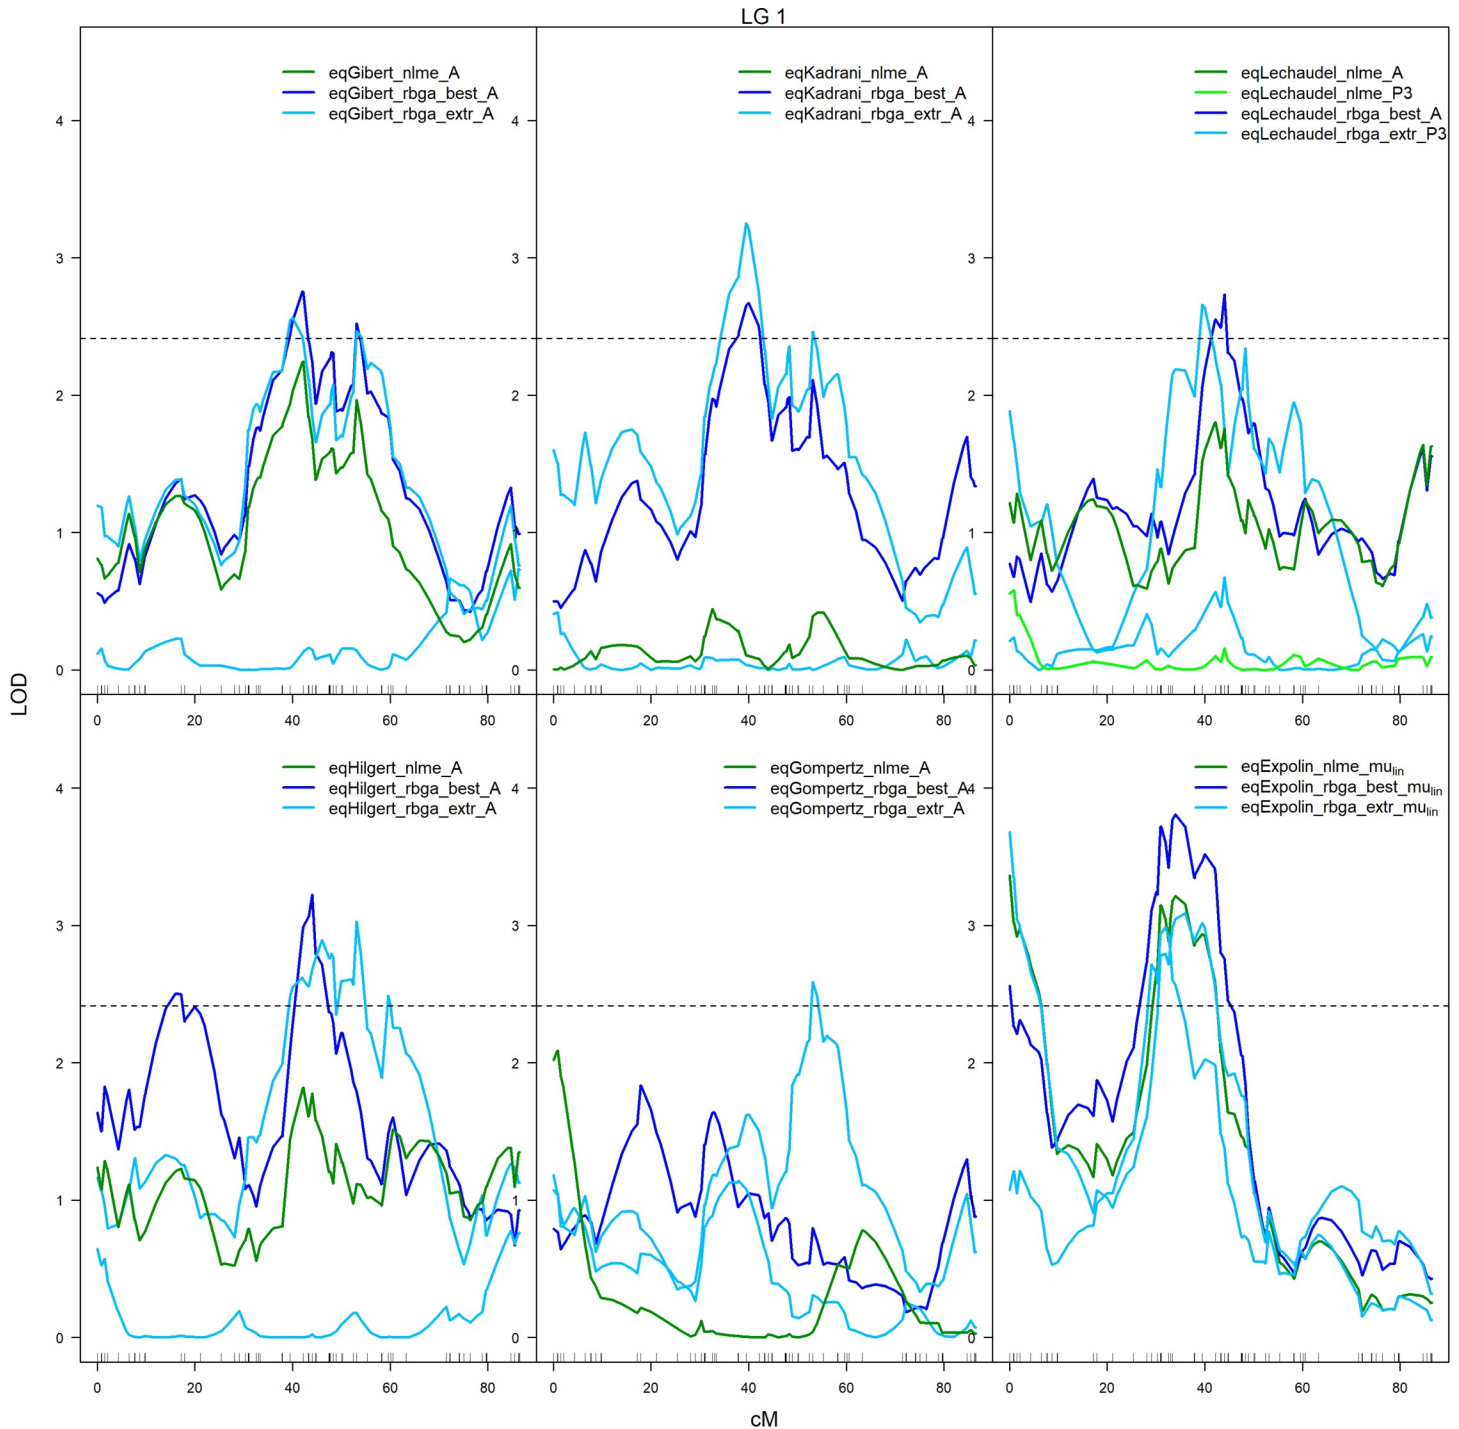 LG 1
eqGibert_nlme_A
eqGibert_rbga_best_A
eqGibert_rbga_extr_A
eqKadrani_nlme_A
eqKadrani_rbga_best_A
eqKadrani_rbga_extr_A
eqLechaudel_nlme_A
eqLechaudel_nlme_P3
eqLechaudel_rbga_best_A
eqLechaudel_rbga_extr_P3
4
3
2
1
0
4
3
2
1
0
4
3
2
1
0
LOD
0 20 40 60 80
0 20 40 60 80
0 20 40 60 80
eqHilgert_nlme_A
eqHilgert_rbga_best_A
eqHilgert_rbga_extr_A
eqGompertz_nlme_A
eqGompertz_rbga_best_A
eqGompertz_rbga_extr_A
eqExpolin_nlme_mulin
eqExpolin_rbga_best_mulin
eqExpolin_rbga_extr_mulin
4
3
2
1
0
4
3
2
1
0
4
3
2
1
0
0 20 40 60 80
0 20 40 60 80
0 20 40 60 80
cM